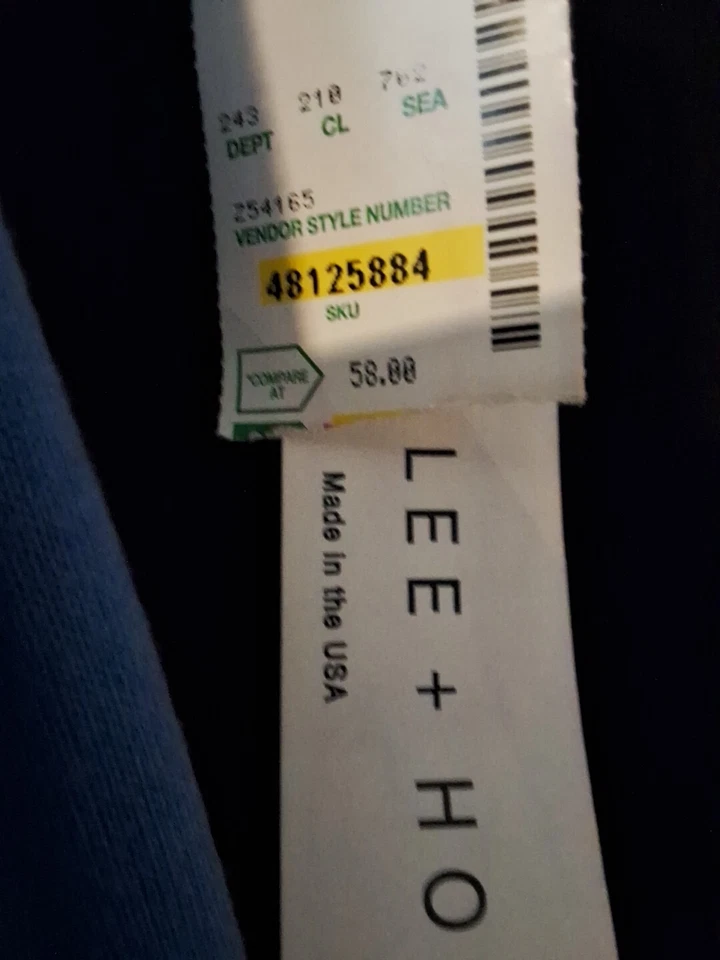 243 210
DEPT CL SEA
254165
VENDOR STYLE NUMBER
48125884
SKU
*COMPARE AT
58.00
LEE + HO
Made in the USA